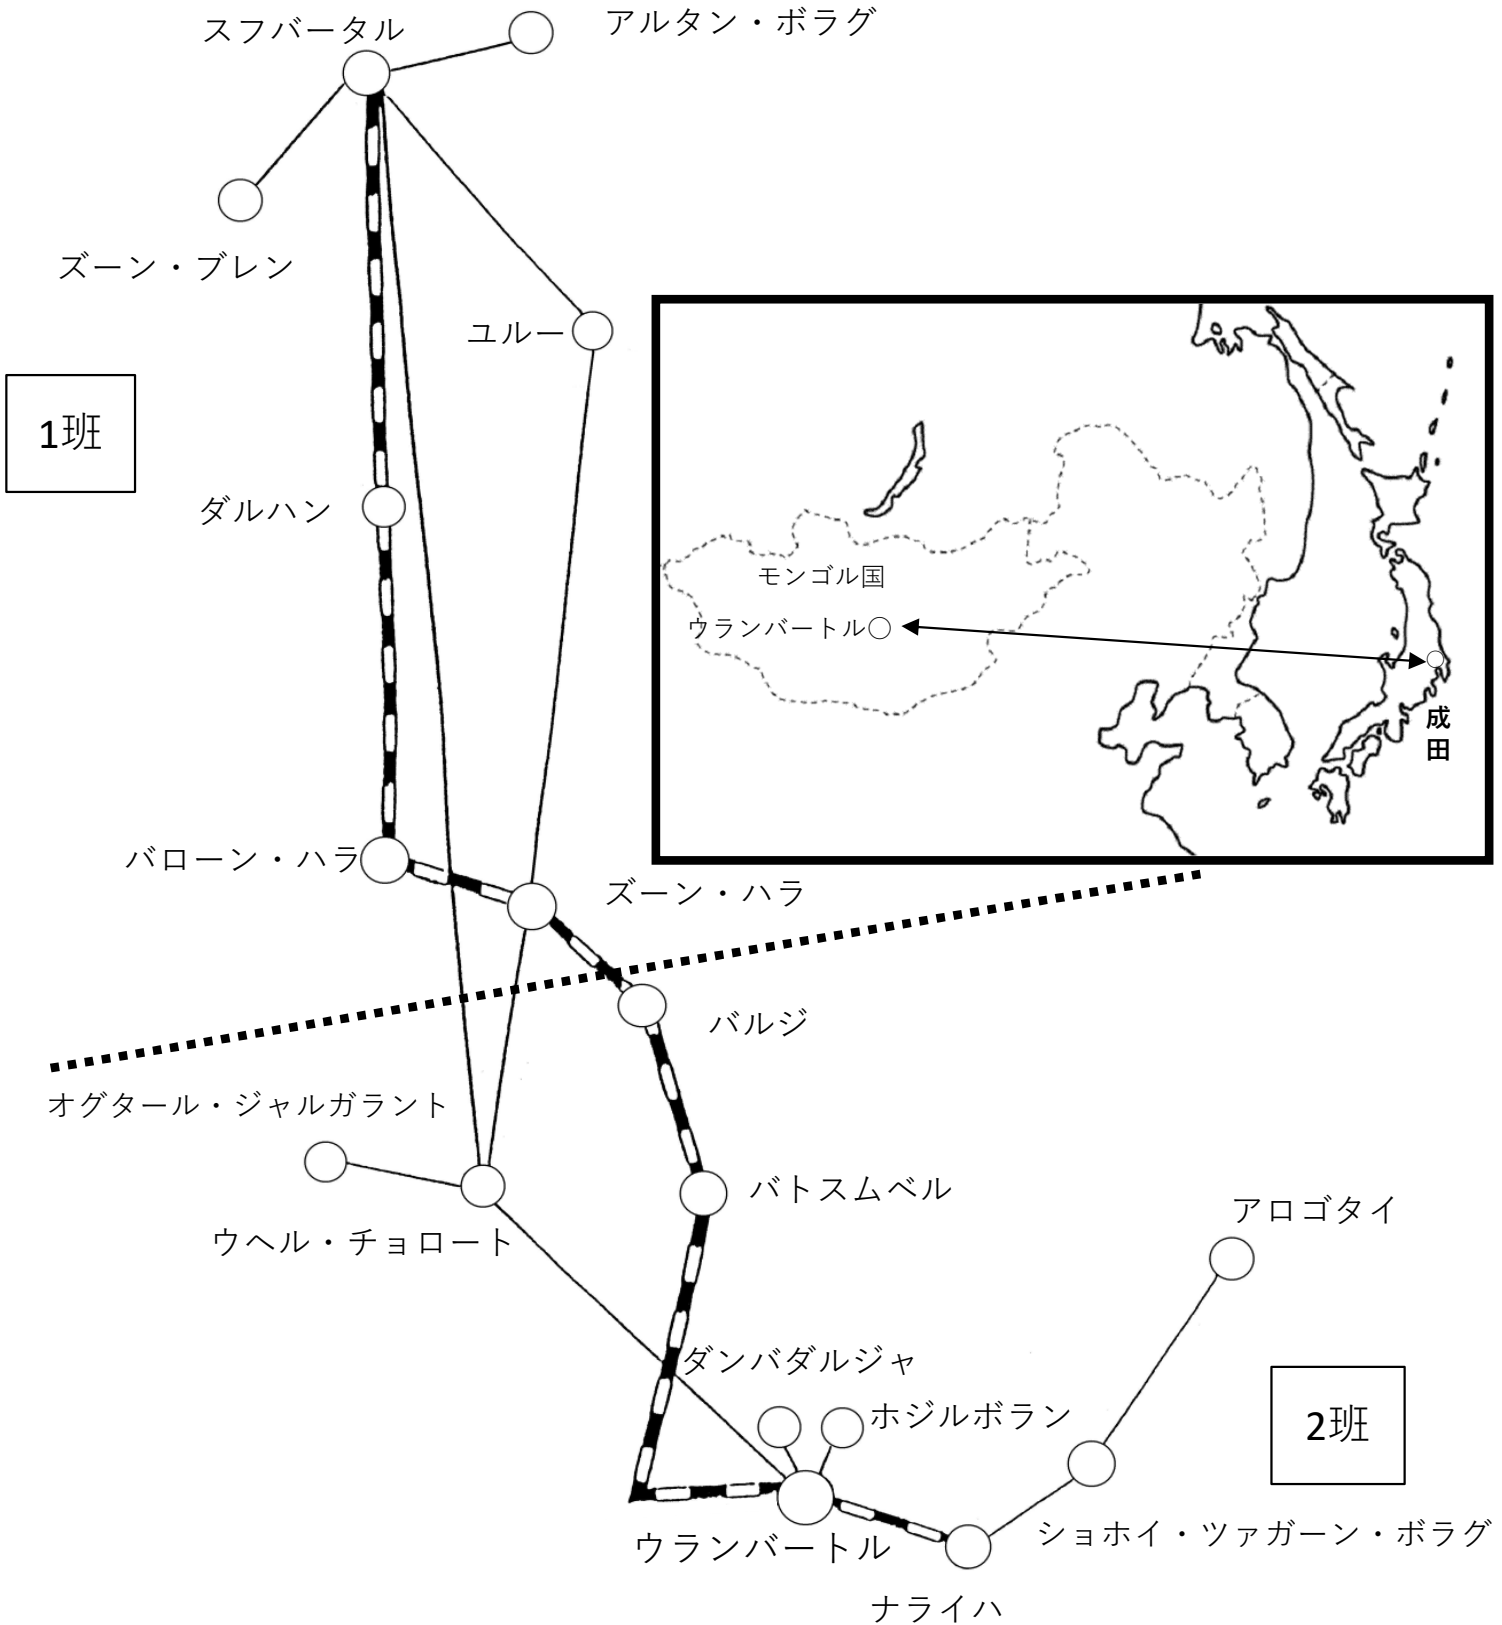 スフバータル
アルタン・ボラグ
ズーン・ブレン
ユルー
1班
ダルハン
モンゴル国
ウランバートル
成
田
バローン・ハラ
ズーン・ハラ
バルジ
オグタール・ジャルガラント
バトスムベル
アロゴタイ
ウヘル・チョロート
ダンバダルジャ
ホジルボラン
2班
ショホイ・ツァガーン・ボラグ
ウランバートル
ナライハ